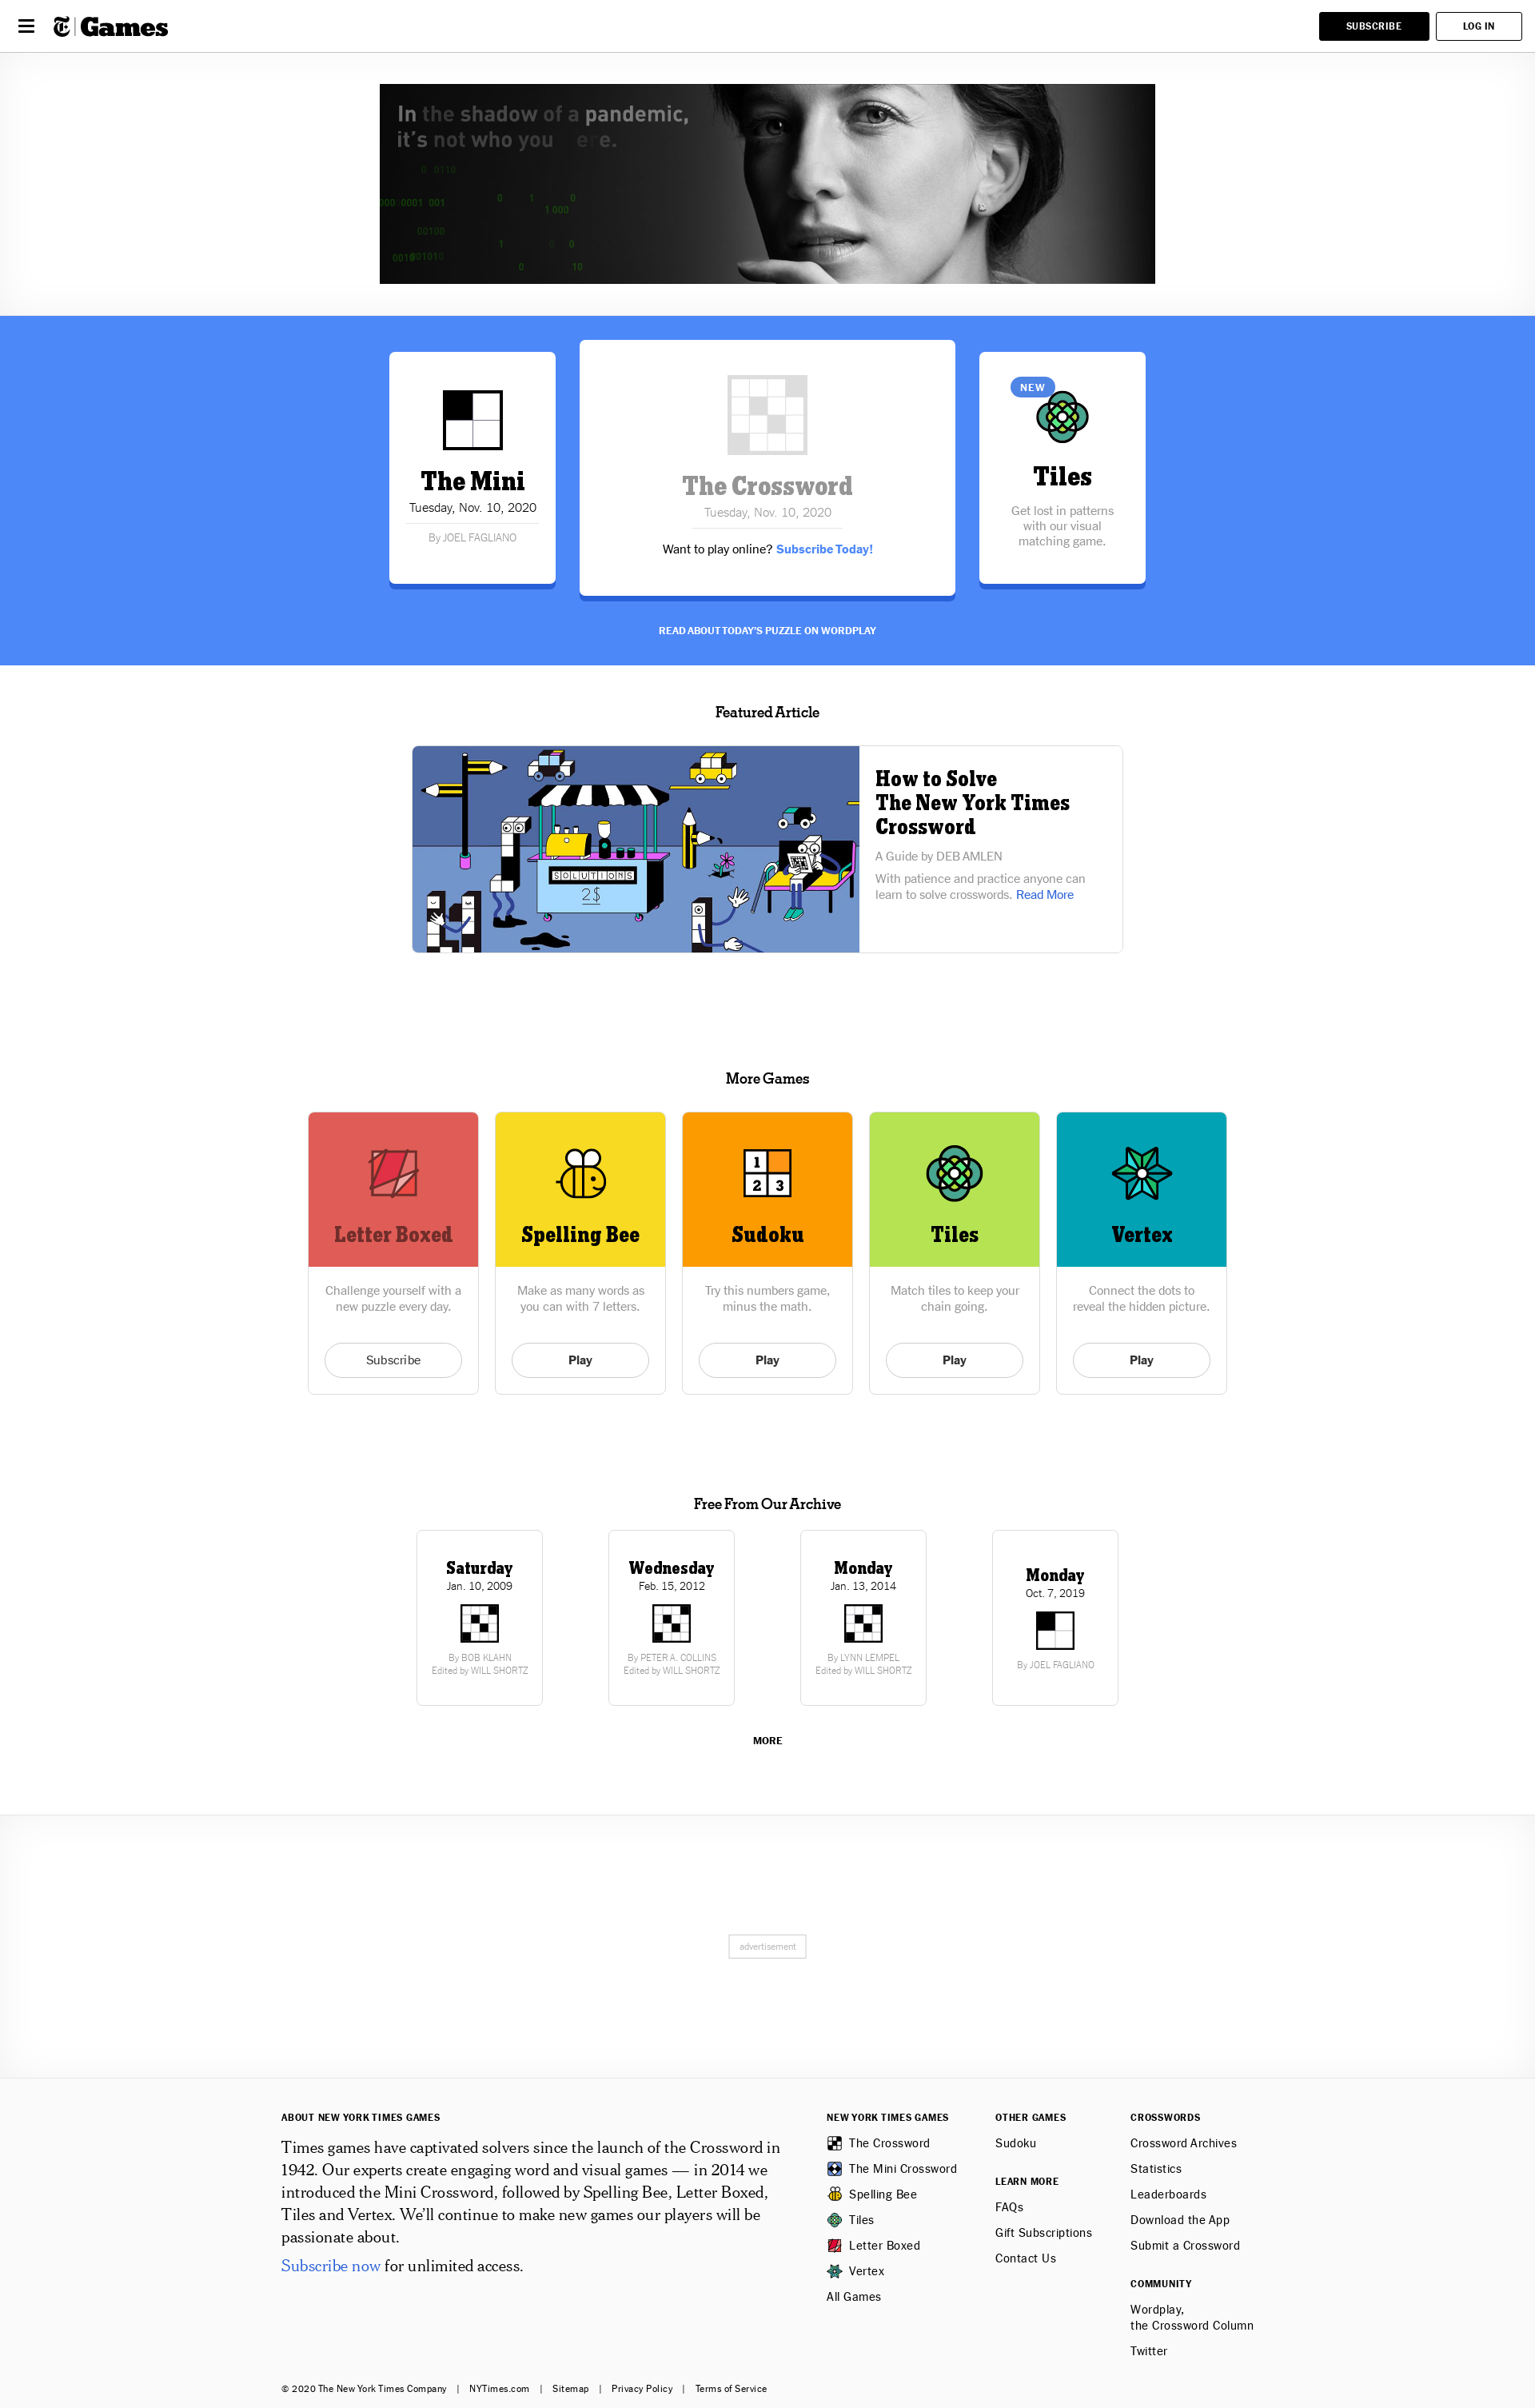 Games
SUBSCRIBE
LOG IN
In the shadow of a pandemic,
it's not who you ere.
G 0110
000 0001 001
0 1 0
1 000
00100
1 0
0 10
NEW
The Mini
Tuesday, Nov. 10, 2020
By JOEL FAGLIANO
The Crossword
Tuesday, Nov. 10, 2020
Want to play online? Subscribe Today!
Tiles
Get lost in patterns
with our visual
matching game.
READ ABOUT TODAY'S PUZZLE ON WORDPLAY
Featured Article
SOLUTIONS
2$
How to Solve
The New York Times
Crossword
A Guide by DEB AMLEN
With patience and practice anyone can
learn to solve crosswords. Read More
More Games
Letter Boxed
Challenge yourself with a
new puzzle every day.
Subscribe
Spelling Bee
Make as many words as
you can with 7 letters.
Play
1
2 3
Sudoku
Try this numbers game,
minus the math.
Play
Tiles
Match tiles to keep your
chain going.
Play
Vertex
Connect the dots to
reveal the hidden picture.
Play
Free From Our Archive
Saturday
Jan. 10, 2009
By BOB KLAHN
Edited by WILL SHORTZ
Wednesday
Feb. 15, 2012
By PETER A. COLLINS
Edited by WILL SHORTZ
Monday
Jan. 13, 2014
By LYNN LEMPEL
Edited by WILL SHORTZ
Monday
Oct. 7, 2019
By JOEL FAGLIANO
MORE
advertisement
ABOUT NEW YORK TIMES GAMES
Times games have captivated solvers since the launch of the Crossword in
1942. Our experts create engaging word and visual games — in 2014 we
introduced the Mini Crossword, followed by Spelling Bee, Letter Boxed,
Tiles and Vertex. We'll continue to make new games our players will be
passionate about.
Subscribe now for unlimited access.
NEW YORK TIMES GAMES
The Crossword
The Mini Crossword
Spelling Bee
Tiles
Letter Boxed
Vertex
All Games
OTHER GAMES
Sudoku
LEARN MORE
FAQs
Gift Subscriptions
Contact Us
CROSSWORDS
Crossword Archives
Statistics
Leaderboards
Download the App
Submit a Crossword
COMMUNITY
Wordplay,
the Crossword Column
Twitter
© 2020 The New York Times Company | NYTimes.com | Sitemap | Privacy Policy | Terms of Service